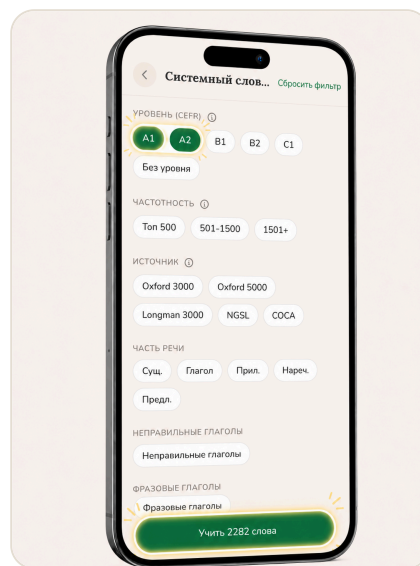 Системный слов... Сбросить фильтр
УРОВЕНЬ (CEFR)
A1 A2 B1 B2 C1
Без уровня
ЧАСТОТНОСТЬ
Топ 500 501-1500 1501+
ИСТОЧНИК
Oxford 3000 Oxford 5000
Longman 3000 NGSL COCA
ЧАСТЬ РЕЧИ
Сущ. Глагол Прил. Нареч.
Предл.
НЕПРАВИЛЬНЫЕ ГЛАГОЛЫ
Неправильные глаголы
ФРАЗОВЫЕ ГЛАГОЛЫ
Фразовые глаголы
Учить 2282 слова